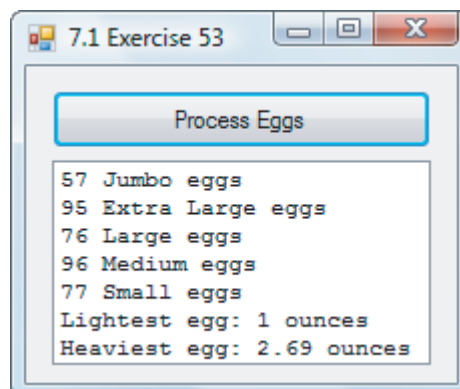 7.1 Exercise 53
Process Eggs
57 Jumbo eggs
95 Extra Large eggs
76 Large eggs
96 Medium eggs
77 Small eggs
Lightest egg: 1 ounces
Heaviest egg: 2.69 ounces